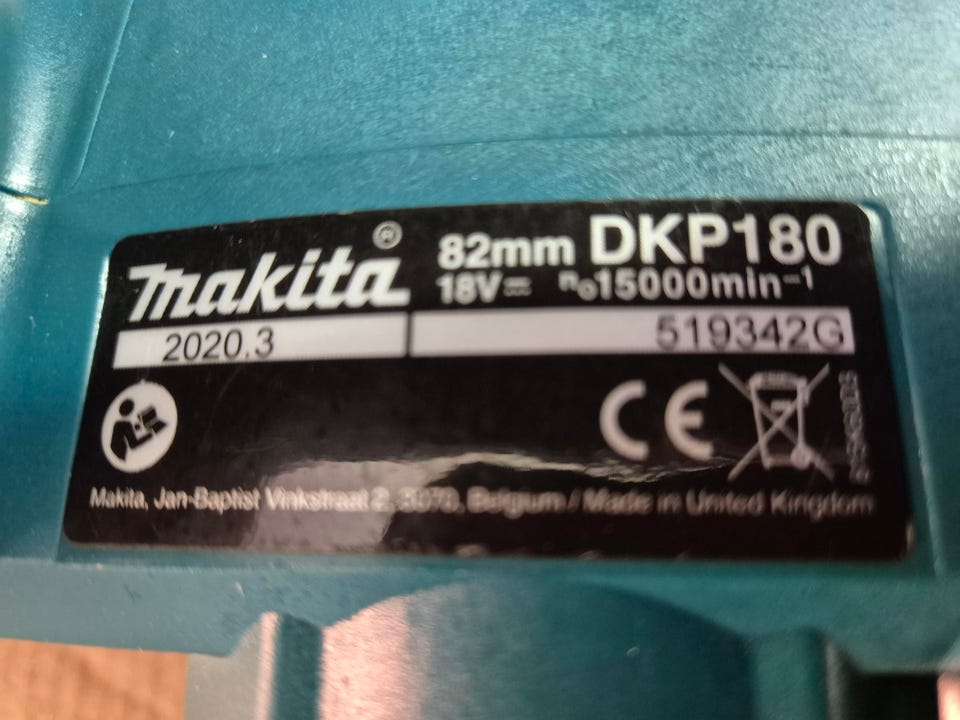 makita® 82mm DKP180
18V⎓ n₀15000min⁻¹
2020.3 519342G
CE
Makita, Jan-Baptist Vinkstraat 2, 3070, Belgium / Made in United Kingdom